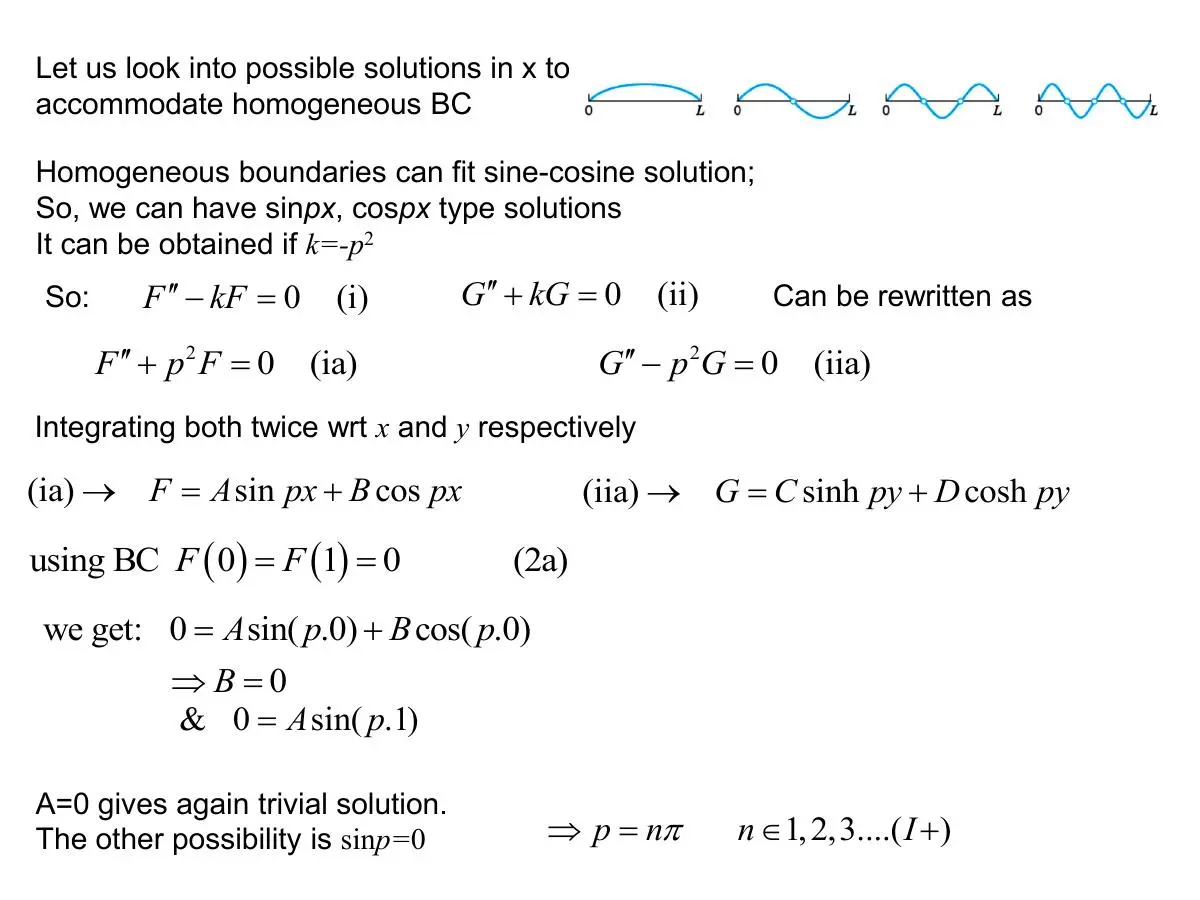 Let us look into possible solutions in x to
accommodate homogeneous BC
0 L 0 L 0 L 0 L
Homogeneous boundaries can fit sine-cosine solution;
So, we can have sinpx, cospx type solutions
It can be obtained if k=-p²
So: F″ − kF = 0 (i) G″ + kG = 0 (ii) Can be rewritten as
F″ + p²F = 0 (ia) G″ − p²G = 0 (iia)
Integrating both twice wrt x and y respectively
(ia) → F = A sin px + B cos px (iia) → G = C sinh py + D cosh py
using BC F(0) = F(1) = 0 (2a)
we get: 0 = A sin(p.0) + B cos(p.0)
⇒ B = 0
& 0 = A sin(p.1)
A=0 gives again trivial solution.
The other possibility is sinp=0 ⇒ p = nπ n ∈ 1, 2, 3....(I+)